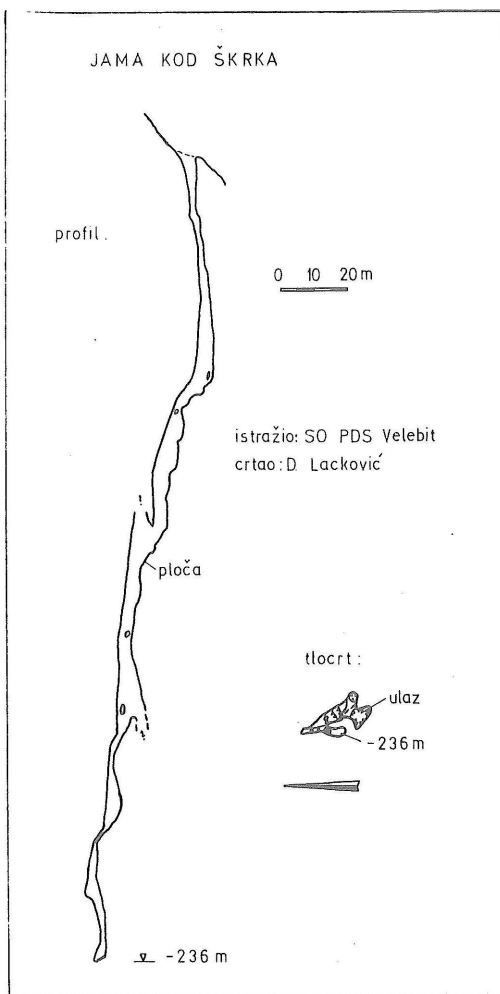 JAMA KOD ŠKRKA
profil.
0 10 20 m
istražio: SO PDS Velebit
crtao: D. Lacković
ploča
tlocrt:
ulaz
-236 m
-236 m